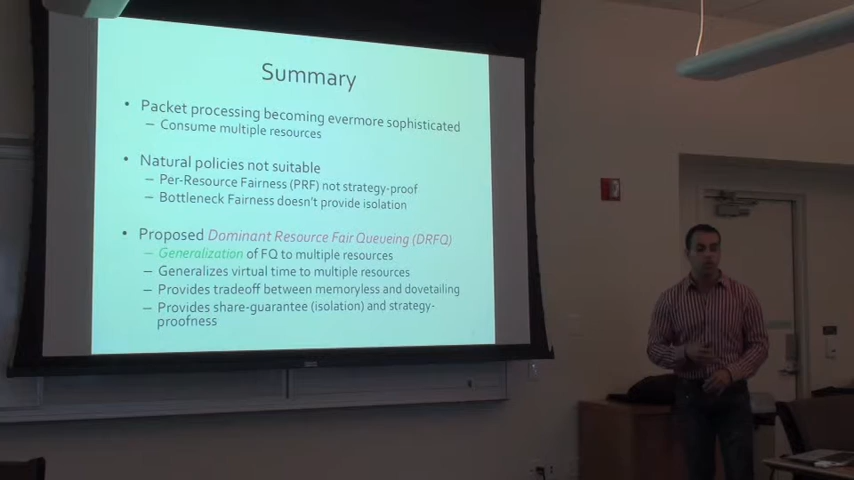 Summary
• Packet processing becoming evermore sophisticated
– Consume multiple resources
• Natural policies not suitable
– Per-Resource Fairness (PRF) not strategy-proof
– Bottleneck Fairness doesn't provide isolation
• Proposed Dominant Resource Fair Queueing (DRFQ)
– Generalization of FQ to multiple resources
– Generalizes virtual time to multiple resources
– Provides tradeoff between memoryless and dovetailing
– Provides share-guarantee (isolation) and strategy-
proofness